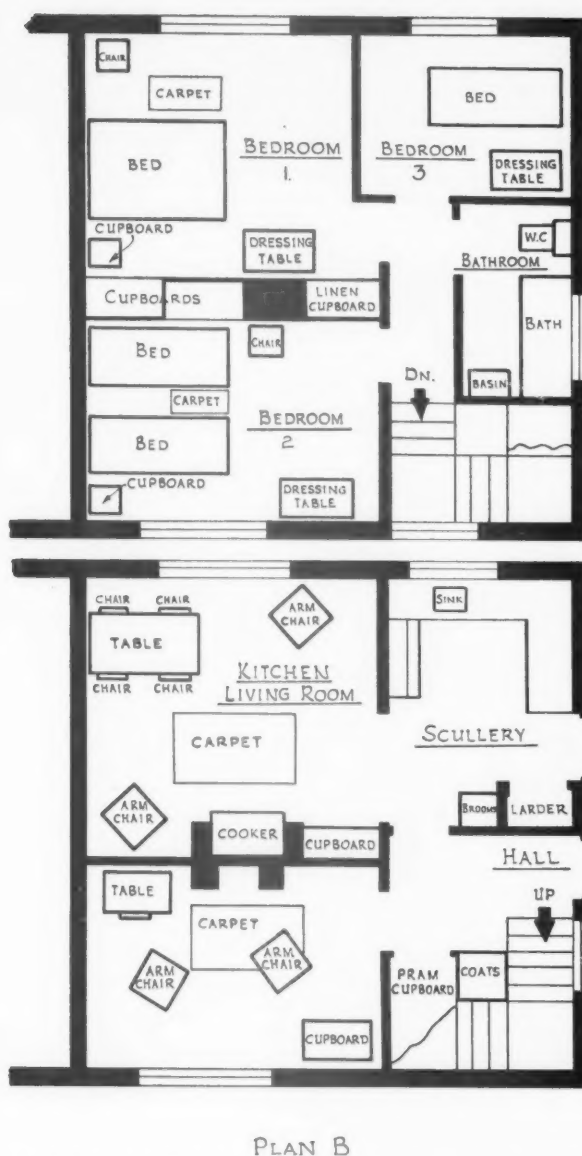 CHAIR
CARPET
BED
BEDROOM
1.
BED
BEDROOM
3
DRESSING
TABLE
CUPBOARD
DRESSING
TABLE
W.C
BATHROOM
CUPBOARDS
LINEN
CUPBOARD
BATH
BED
CHAIR
CARPET
BED
BEDROOM
2
DN.
BASIN
CUPBOARD
DRESSING
TABLE
CHAIR
CHAIR
TABLE
ARM
CHAIR
SINK
CHAIR
CHAIR
KITCHEN
LIVING ROOM
CARPET
SCULLERY
ARM
CHAIR
COOKER
CUPBOARD
BROOMS
LARDER
HALL
TABLE
UP
CARPET
ARM
CHAIR
ARM
CHAIR
PRAM
CUPBOARD
COATS
CUPBOARD
PLAN B